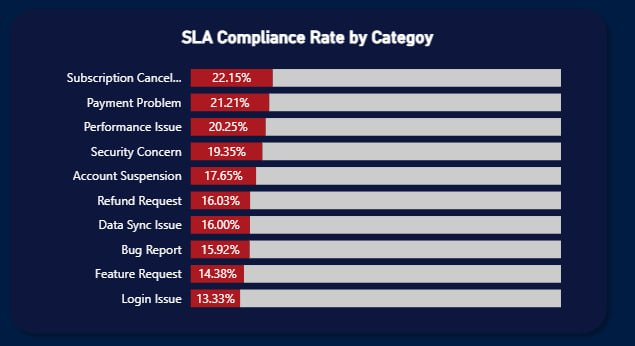 SLA Compliance Rate by Categoy
Subscription Cancel... 22.15%
Payment Problem 21.21%
Performance Issue 20.25%
Security Concern 19.35%
Account Suspension 17.65%
Refund Request 16.03%
Data Sync Issue 16.00%
Bug Report 15.92%
Feature Request 14.38%
Login Issue 13.33%